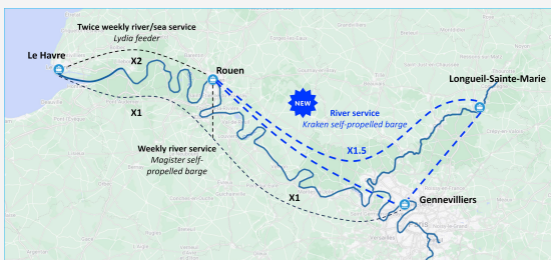 Twice weekly river/sea service
Lydia feeder
Le Havre
X2
Rouen
Longueil-Sainte-Marie
NEW
X1
River service
Kraken self-propelled barge
X1.5
Weekly river service
Magister self-
propelled barge
X1
Gennevilliers